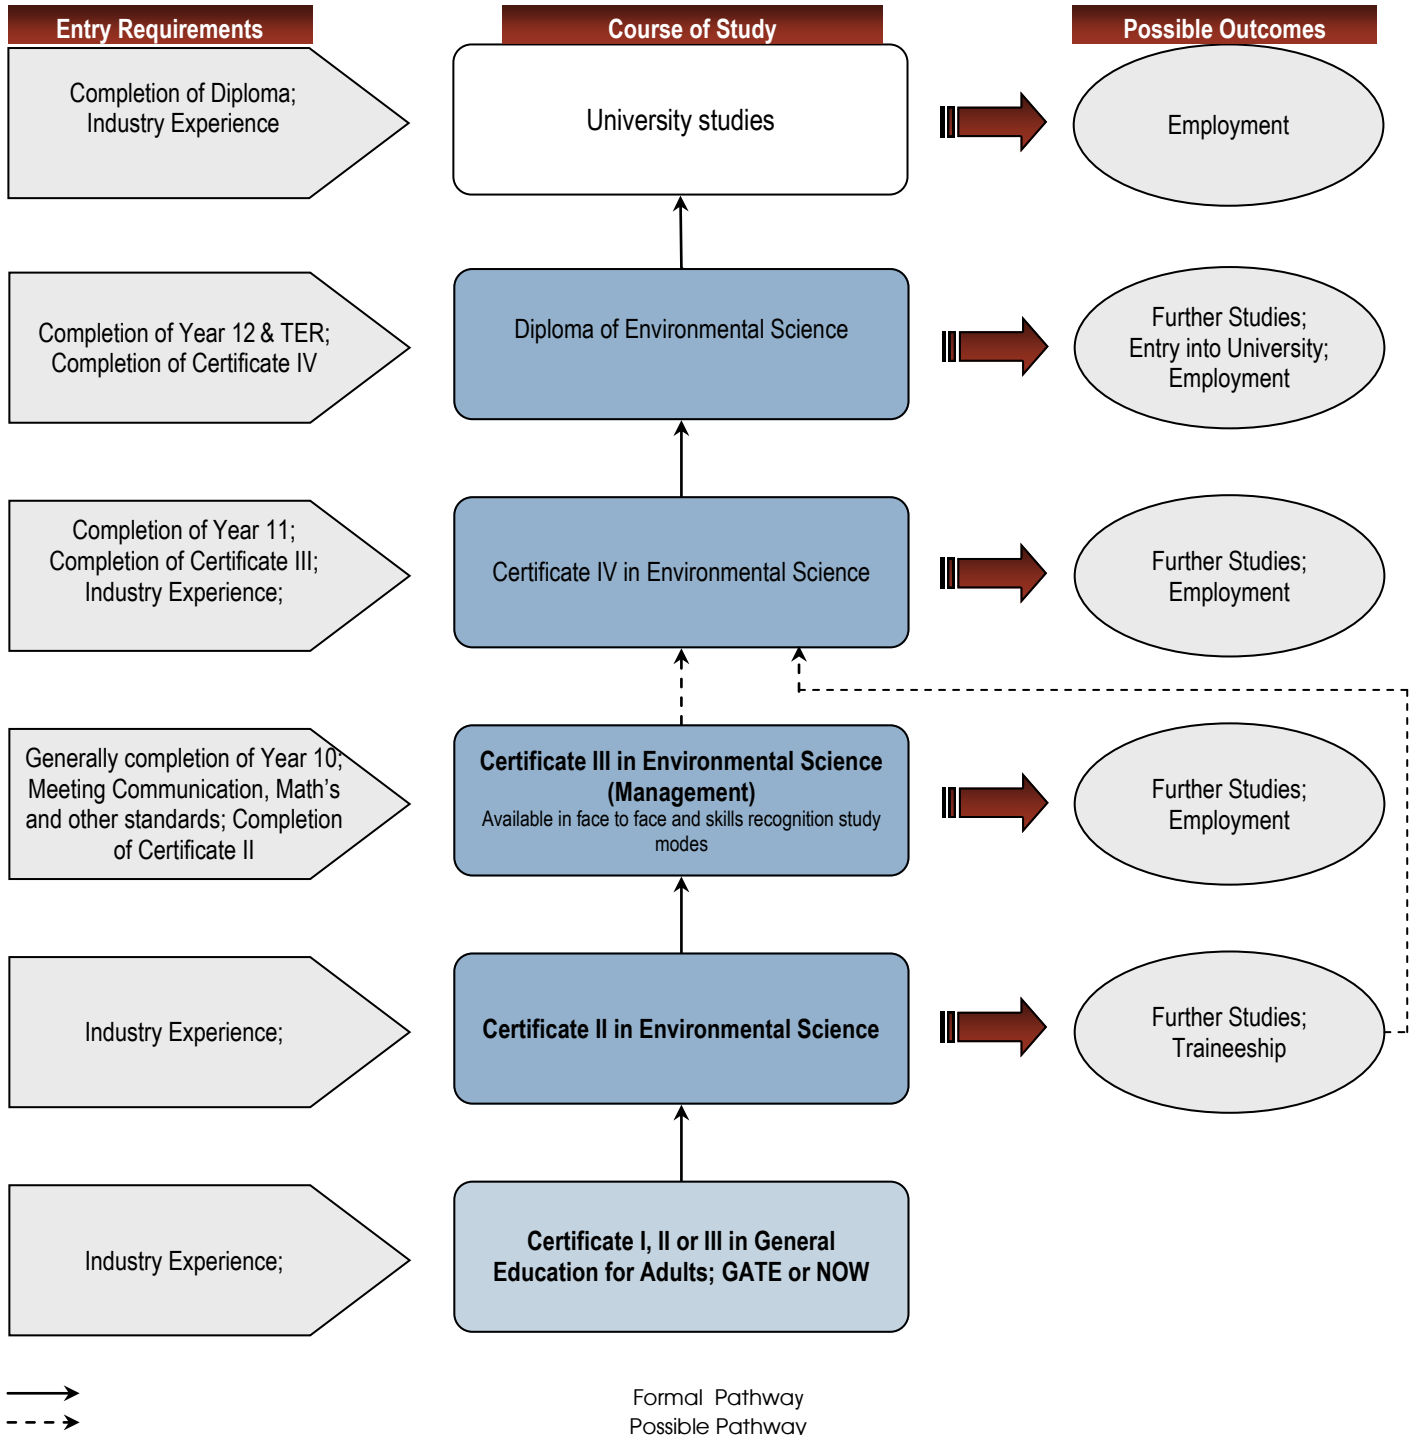 Entry Requirements
Course of Study
Possible Outcomes
Completion of Diploma;
Industry Experience
University studies
Employment
Completion of Year 12 & TER;
Completion of Certificate IV
Diploma of Environmental Science
Further Studies;
Entry into University;
Employment
Completion of Year 11;
Completion of Certificate III;
Industry Experience;
Certificate IV in Environmental Science
Further Studies;
Employment
Generally completion of Year 10;
Meeting Communication, Math's
and other standards; Completion
of Certificate II
Certificate III in Environmental Science
(Management)
Available in face to face and skills recognition study
modes
Further Studies;
Employment
Industry Experience;
Certificate II in Environmental Science
Further Studies;
Traineeship
Industry Experience;
Certificate I, II or III in General
Education for Adults; GATE or NOW
Formal Pathway
Possible Pathway